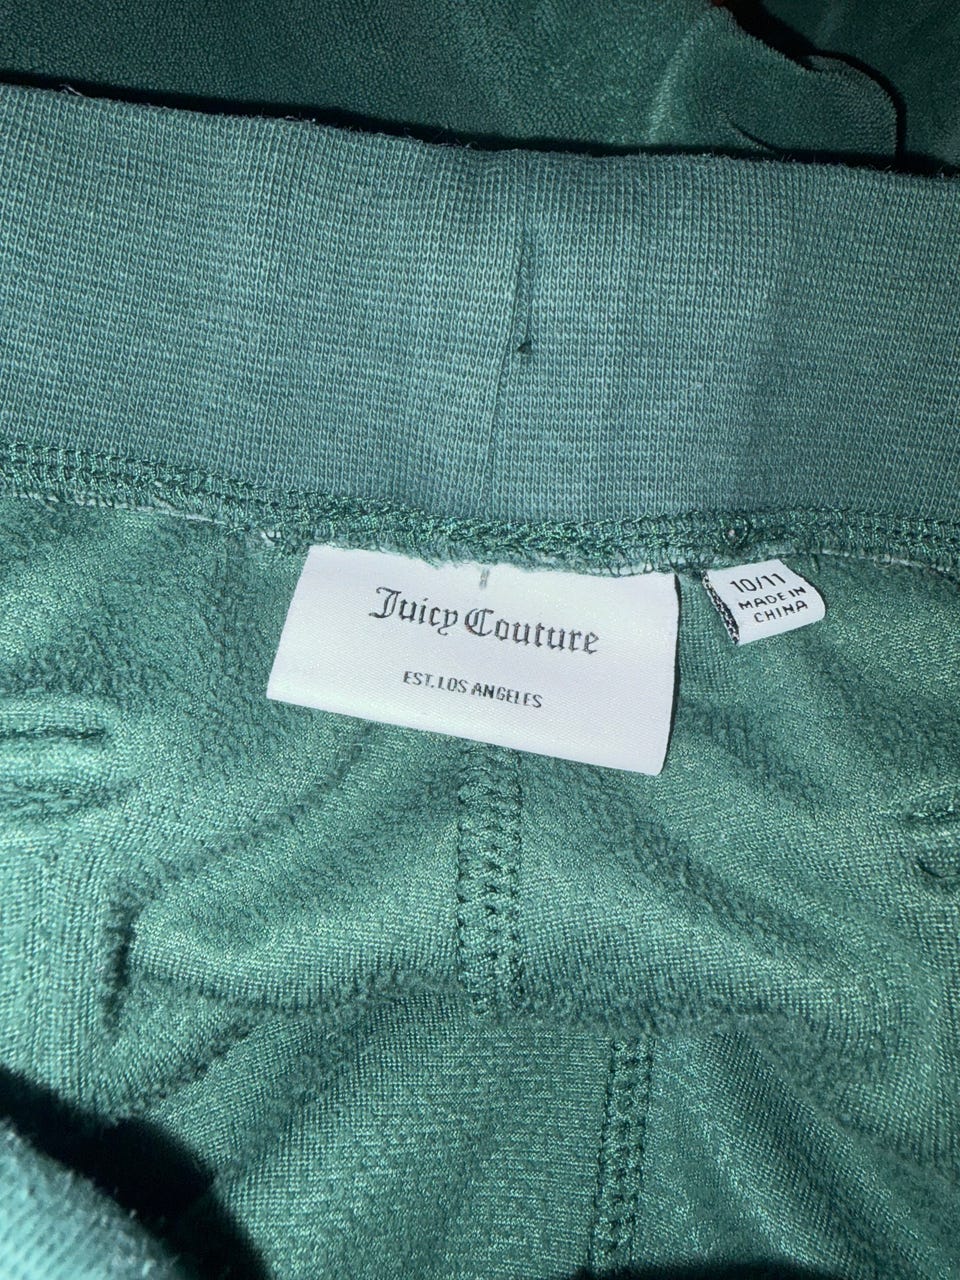 Juicy Couture
EST. LOS ANGELES
10/11
MADE IN
CHINA